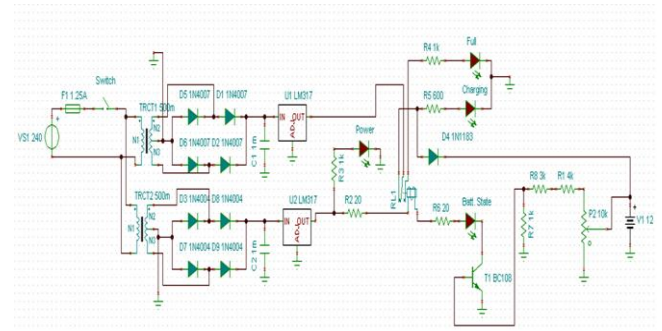 Switch
F1 1.25A
VS1 240
TRCT1 500m
N1
N2
N3
D5 1N4007
D1 1N4007
D6 1N4007
D2 1N4007
C1 1m
U1 LM317
IN
OUT
ADJ
R4 1k
Full
R5 600
Charging
D4 1N1183
Power
R3 1k
RL1
TRCT2 500m
N1
N2
N3
D3 1N4004
D8 1N4004
D7 1N4004
D9 1N4004
C2 1m
U2 LM317
IN
OUT
ADJ
R2 20
R6 20
Batt. State
T1 BC108
R8 3k
R1 4k
R7 1k
P2 10k
V1 12